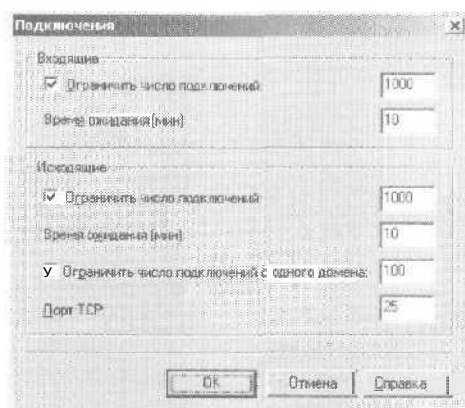 Подключения
Входящие
Ограничить число подключений: 1000
Время ожидания (мин) 10
Исходящие
Ограничить число подключений: 1000
Время ожидания (мин): 10
Ограничить число подключений с одного домена: 100
Порт TCP: 25
OK Отмена Справка